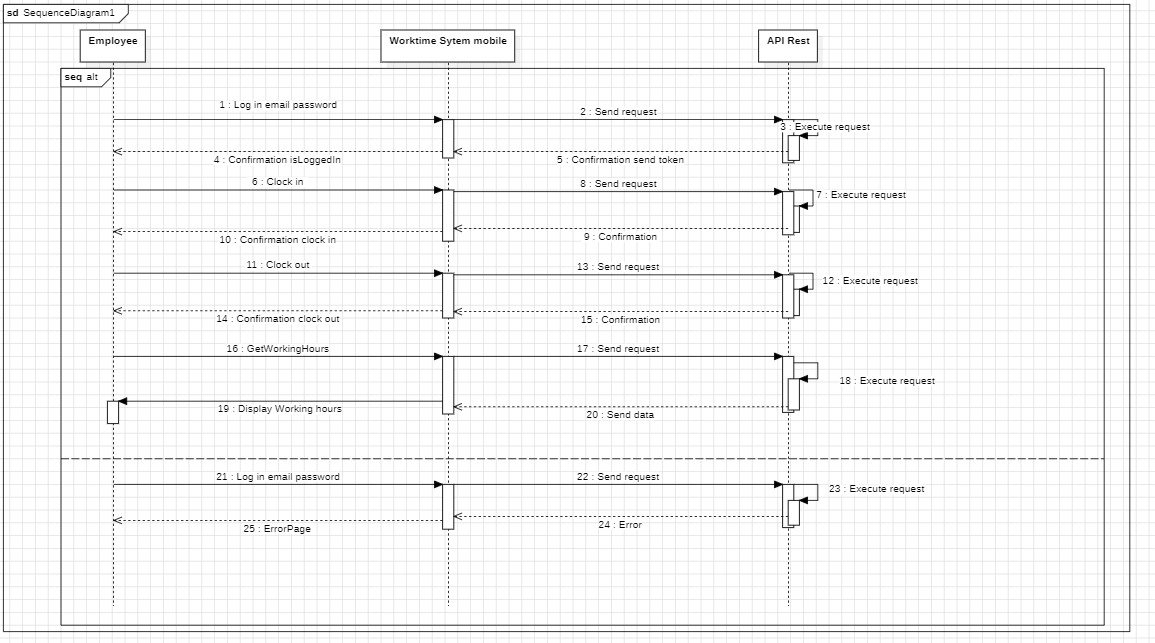 sd SequenceDiagram1
Employee
Worktime Sytem mobile
API Rest
seq alt
1 : Log in email password
2 : Send request
3 : Execute request
4 : Confirmation isLoggedIn
5 : Confirmation send token
6 : Clock in
8 : Send request
7 : Execute request
10 : Confirmation clock in
9 : Confirmation
11 : Clock out
13 : Send request
12 : Execute request
14 : Confirmation clock out
15 : Confirmation
16 : GetWorkingHours
17 : Send request
18 : Execute request
19 : Display Working hours
20 : Send data
21 : Log in email password
22 : Send request
23 : Execute request
24 : Error
25 : ErrorPage